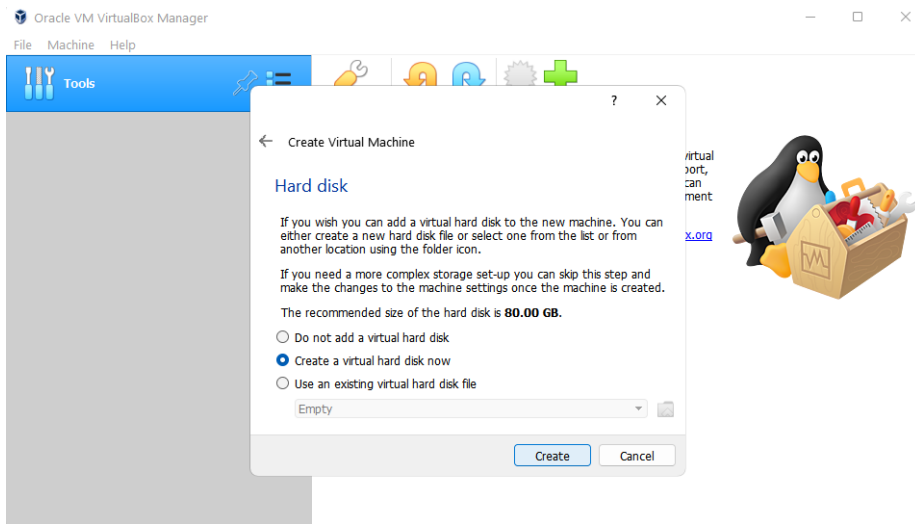 Oracle VM VirtualBox Manager
File Machine Help
Tools
?
Create Virtual Machine
Hard disk
If you wish you can add a virtual hard disk to the new machine. You can
either create a new hard disk file or select one from the list or from
another location using the folder icon.
If you need a more complex storage set-up you can skip this step and
make the changes to the machine settings once the machine is created.
The recommended size of the hard disk is 80.00 GB.
Do not add a virtual hard disk
Create a virtual hard disk now
Use an existing virtual hard disk file
Empty
Create Cancel
virtual
can
ment
x.org